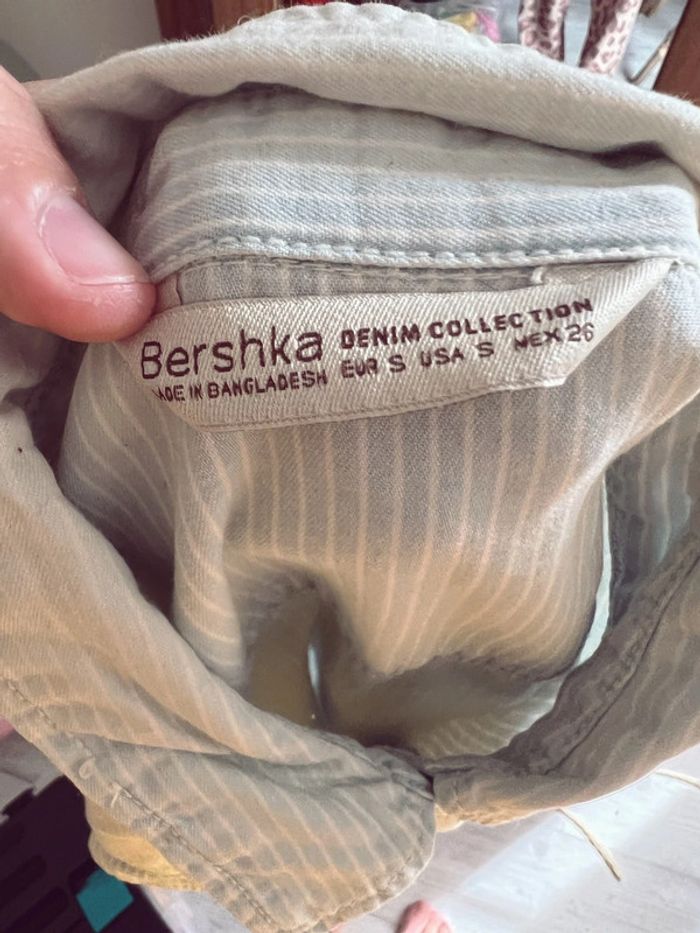 Bershka DENIM COLLECTION
MADE IN BANGLADESH EUR S USA S MEX 26